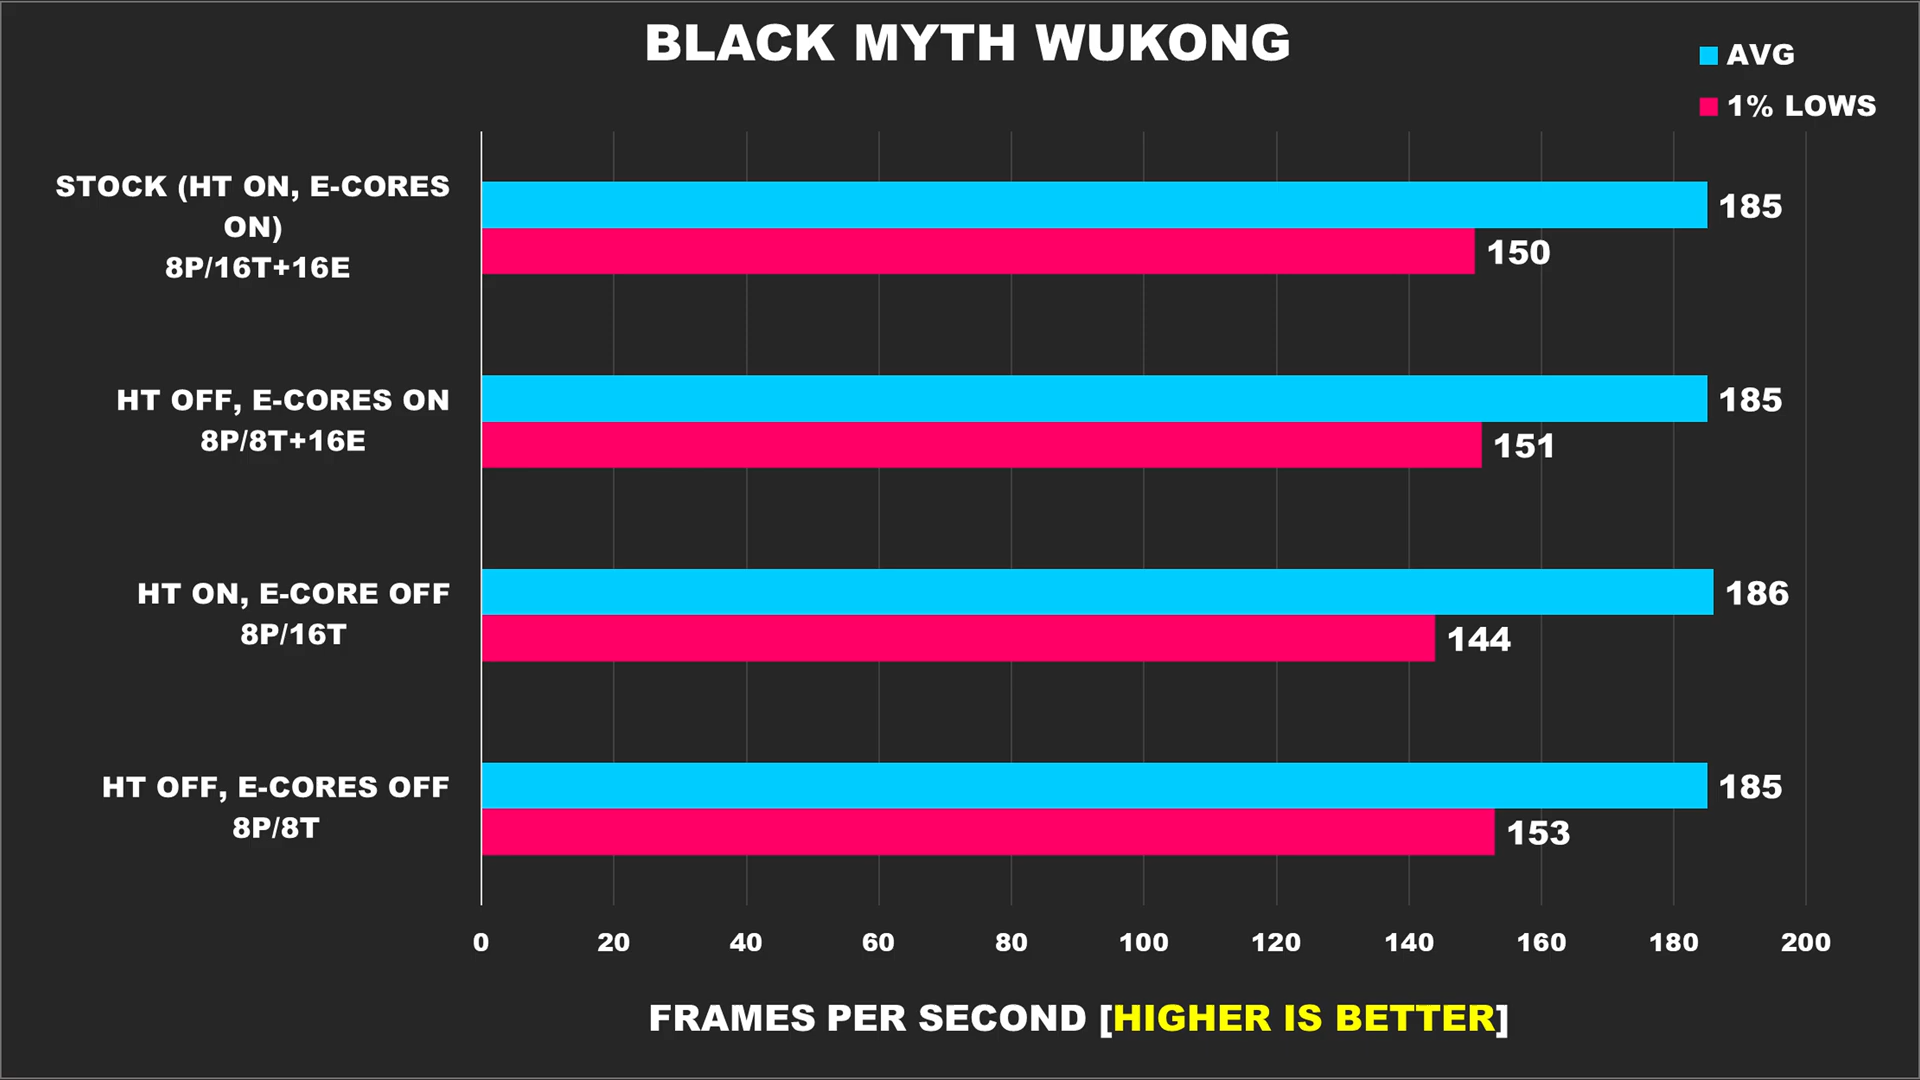 BLACK MYTH WUKONG
AVG
1% LOWS
STOCK (HT ON, E-CORES
ON)
8P/16T+16E
185
150
HT OFF, E-CORES ON
8P/8T+16E
185
151
HT ON, E-CORE OFF
8P/16T
186
144
HT OFF, E-CORES OFF
8P/8T
185
153
0 20 40 60 80 100 120 140 160 180 200
FRAMES PER SECOND [HIGHER IS BETTER]